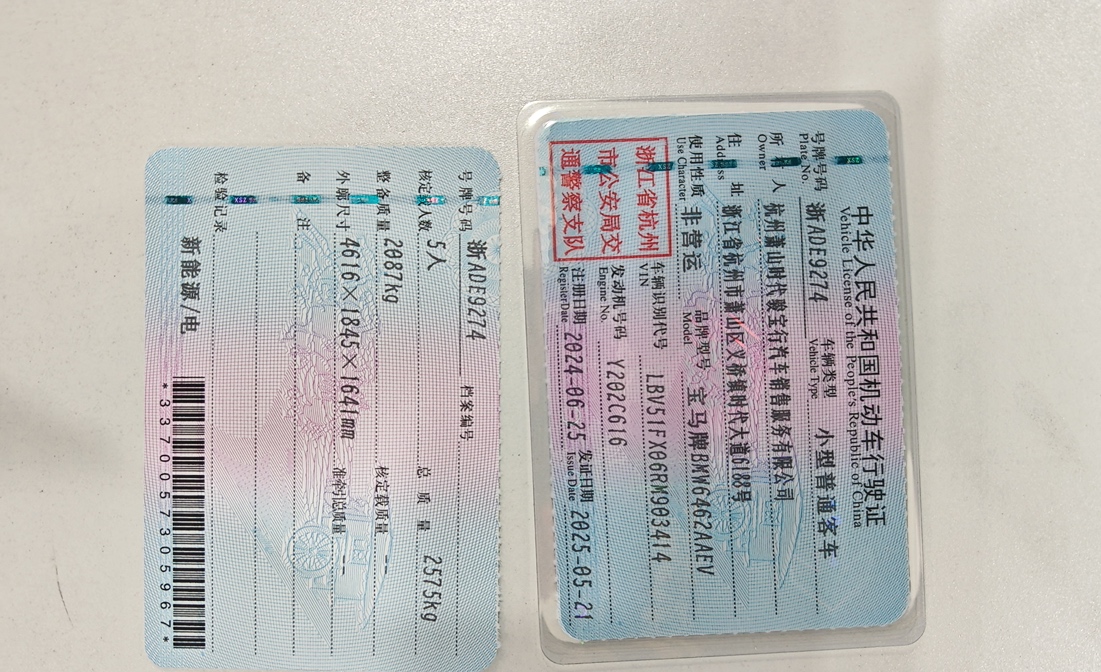 中华人民共和国机动车行驶证
Vehicle License of the People's Republic of China
号牌号码 浙ADE9274 车辆类型 小型普通客车
Plate No. Vehicle Type
所有人 杭州萧山时代骏宝行汽车销售服务有限公司
Owner
住址 浙江省杭州市萧山区义桥镇时代大道6188号
Address
使用性质 非营运 品牌型号 宝马牌BMW6462AAEV
Use Character Model
浙江省杭州
市公安局交
通警察支队
车辆识别代号 LBV51FX06RM903414
VIN
发动机号码 Y202C616
Engine No.
注册日期 2024-06-25 发证日期 2025-05-21
Register Date Issue Date
号牌号码 浙ADE9274 档案编号
核定载人数 5人 总质量 2575kg
整备质量 2087kg 核定载质量 --
外廓尺寸 4616×1845×1641mm 准牵引总质量 --
备注
检验记录
新能源/电
*3370057305967*